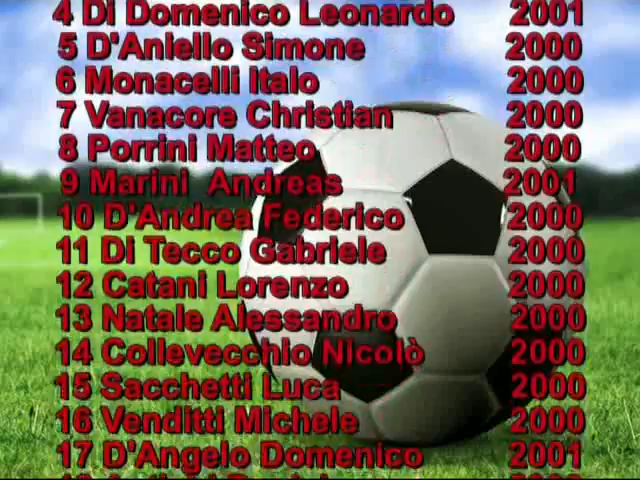 4 Di Domenico Leonardo 2001
5 D'Aniello Simone 2000
6 Monacelli Italo 2000
7 Vanacore Christian 2000
8 Porrini Matteo 2000
9 Marini Andreas 2001
10 D'Andrea Federico 2000
11 Di Tecco Gabriele 2000
12 Catani Lorenzo 2000
13 Natale Alessandro 2000
14 Collevecchio NIcolò 2000
15 Sacchetti Luca 2000
16 Venditti Michele 2000
17 D'Angelo Domenico 2001